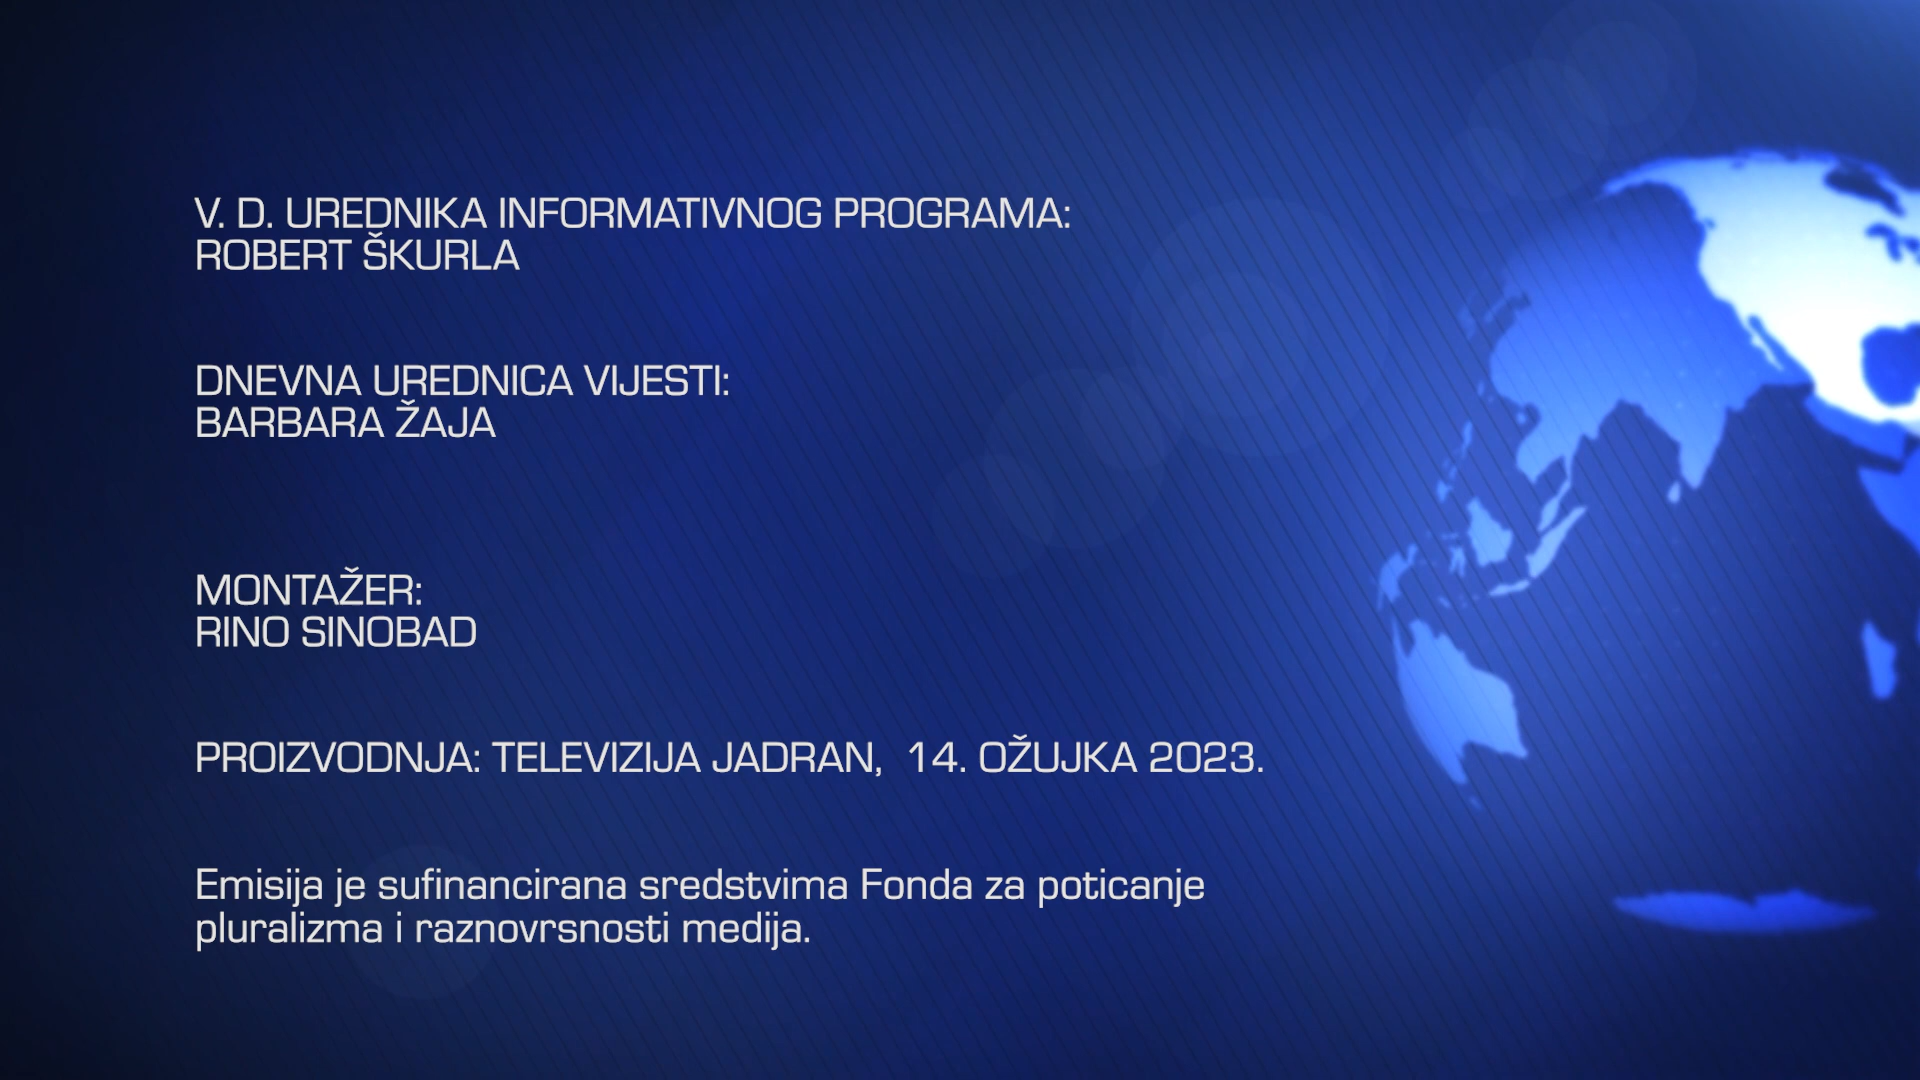 V. D. UREDNIKA INFORMATIVNOG PROGRAMA:
ROBERT ŠKURLA
DNEVNA UREDNICA VIJESTI:
BARBARA ŽAJA
MONTAŽER:
RINO SINOBAD
PROIZVODNJA: TELEVIZIJA JADRAN, 14. OŽUJKA 2023.
Emisija je sufinancirana sredstvima Fonda za poticanje
pluralizma i raznovrsnosti medija.